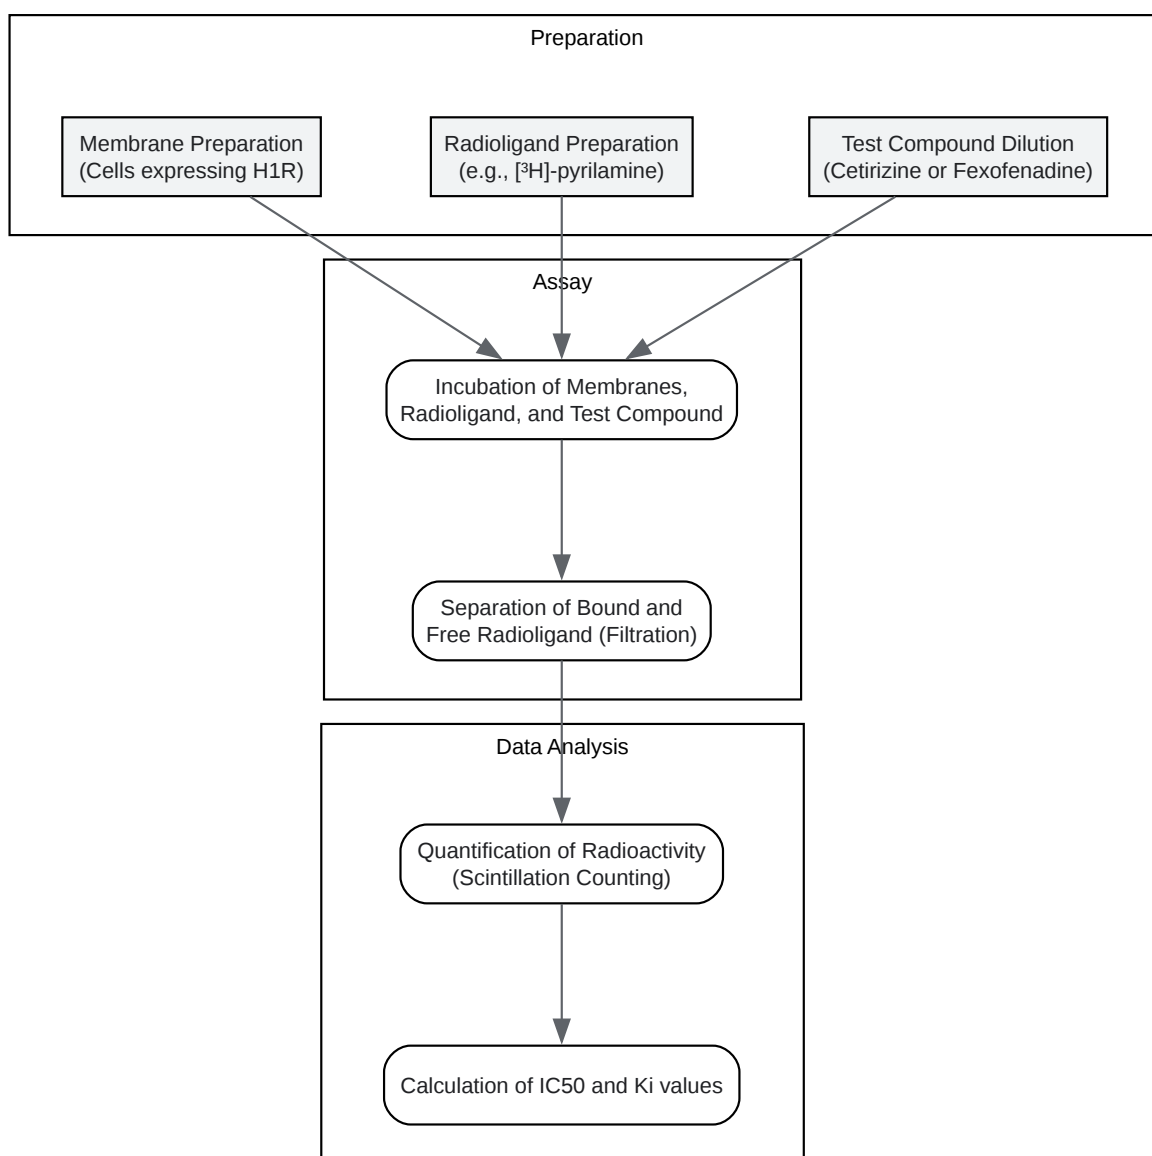 Preparation
Membrane Preparation
(Cells expressing H1R)
Radioligand Preparation
(e.g., [³H]-pyrilamine)
Test Compound Dilution
(Cetirizine or Fexofenadine)
Assay
Incubation of Membranes,
Radioligand, and Test Compound
Separation of Bound and
Free Radioligand (Filtration)
Data Analysis
Quantification of Radioactivity
(Scintillation Counting)
Calculation of IC50 and Ki values